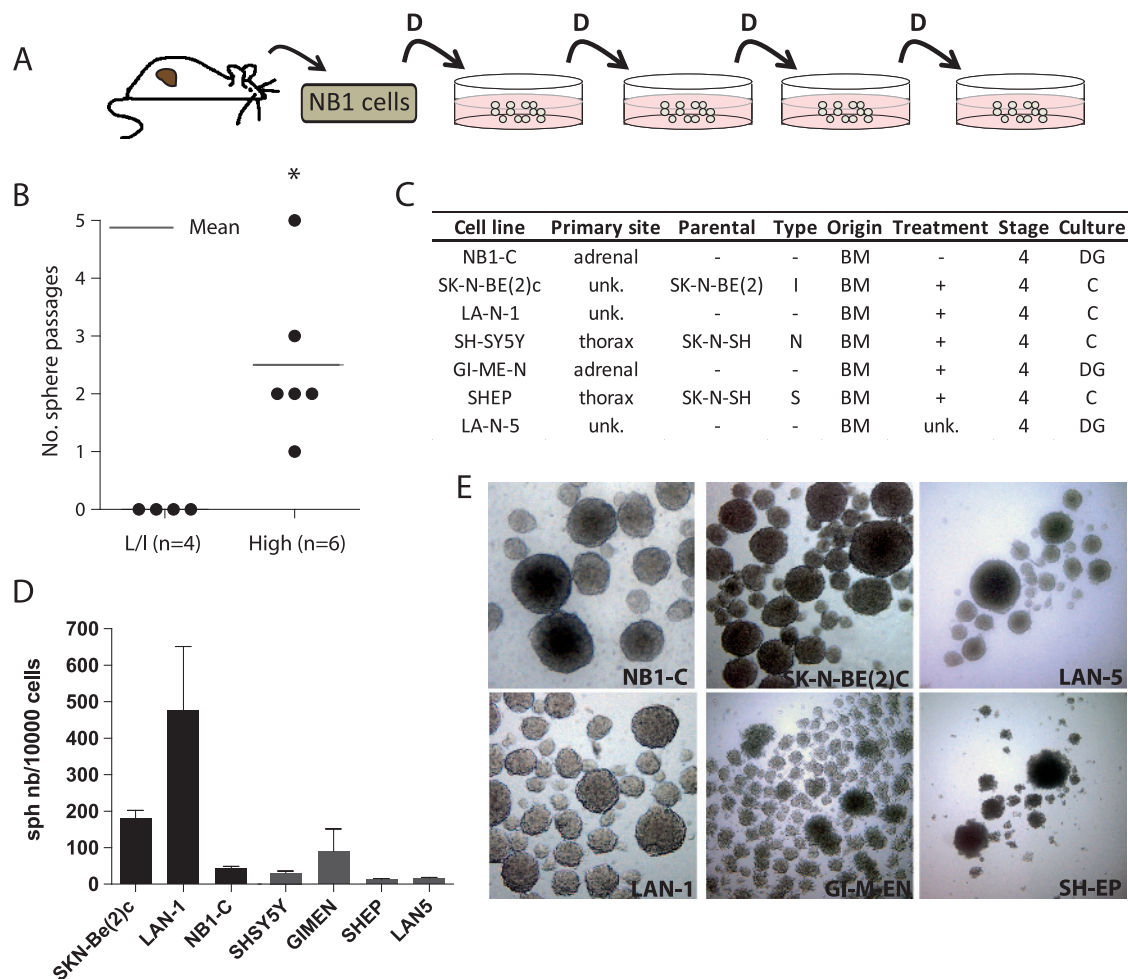 D D D D
A
NB1 cells
B
*
Mean
No. sphere passages
5
4
3
2
1
0
L/I (n=4) High (n=6)
C
Cell line Primary site Parental Type Origin Treatment Stage Culture
NB1-C adrenal - - BM - 4 DG
SK-N-BE(2)c unk. SK-N-BE(2) I BM + 4 C
LA-N-1 unk. - - BM + 4 C
SH-SY5Y thorax SK-N-SH N BM + 4 C
GI-ME-N adrenal - - BM + 4 DG
SHEP thorax SK-N-SH S BM + 4 C
LA-N-5 unk. - - BM unk. 4 DG
D
sph nb/10000 cells
700
600
500
400
300
200
100
0
SKN-Be(2)c LAN-1 NB1-C SHSY5Y GIMEN SHEP LAN5
E
NB1-C SK-N-BE(2)C LAN-5
LAN-1 GI-M-EN SH-EP